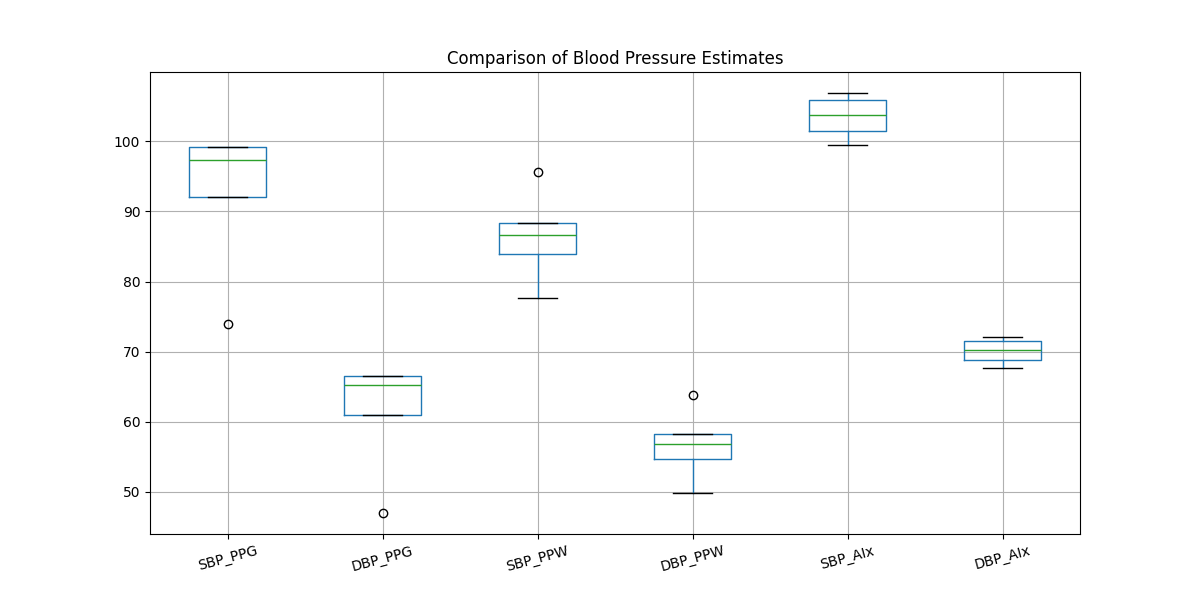 Comparison of Blood Pressure Estimates
100
90
80
70
60
50
SBP_PPG
DBP_PPG
SBP_PPW
DBP_PPW
SBP_AIx
DBP_AIx